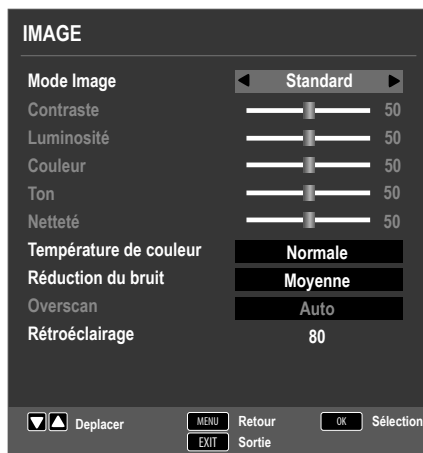 IMAGE
Mode Image Standard
Contraste 50
Luminosité 50
Couleur 50
Ton 50
Netteté 50
Température de couleur Normale
Réduction du bruit Moyenne
Overscan Auto
Rétroéclairage 80
Deplacer MENU Retour OK Sélection
EXIT Sortie